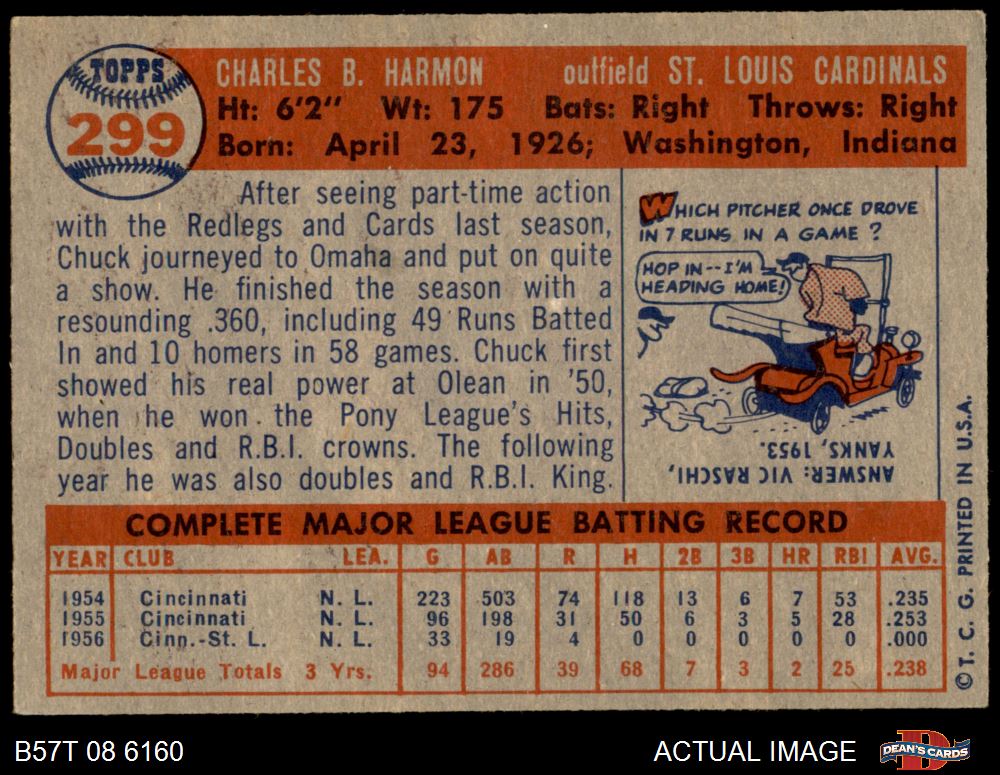 TOPPS
299
CHARLES B. HARMON outfield ST. LOUIS CARDINALS
Ht: 6'2" Wt: 175 Bats: Right Throws: Right
Born: April 23, 1926; Washington, Indiana
After seeing part-time action
with the Redlegs and Cards last season,
Chuck journeyed to Omaha and put on quite
a show. He finished the season with a
resounding .360, including 49 Runs Batted
In and 10 homers in 58 games. Chuck first
showed his real power at Olean in '50,
when he won the Pony League's Hits,
Doubles and R.B.I. crowns. The following
year he was also doubles and R.B.I. King.
WHICH PITCHER ONCE DROVE
IN 7 RUNS IN A GAME ?
HOP IN--I'M
HEADING HOME!
ANSWER: VIC RASCHI,
YANKS, 1953.
COMPLETE MAJOR LEAGUE BATTING RECORD
YEAR CLUB LEA. G AB R H 2B 3B HR RBI AVG.
1954 Cincinnati N. L. 223 503 74 118 13 6 7 53 .235
1955 Cincinnati N. L. 96 198 31 50 6 3 5 28 .253
1956 Cinn.-St. L. N. L. 33 19 4 0 0 0 0 0 .000
Major League Totals 3 Yrs. 94 286 39 68 7 3 2 25 .238
© T. C. G. PRINTED IN U.S.A.
B57T 08 6160
ACTUAL IMAGE
D
DEAN'S CARDS